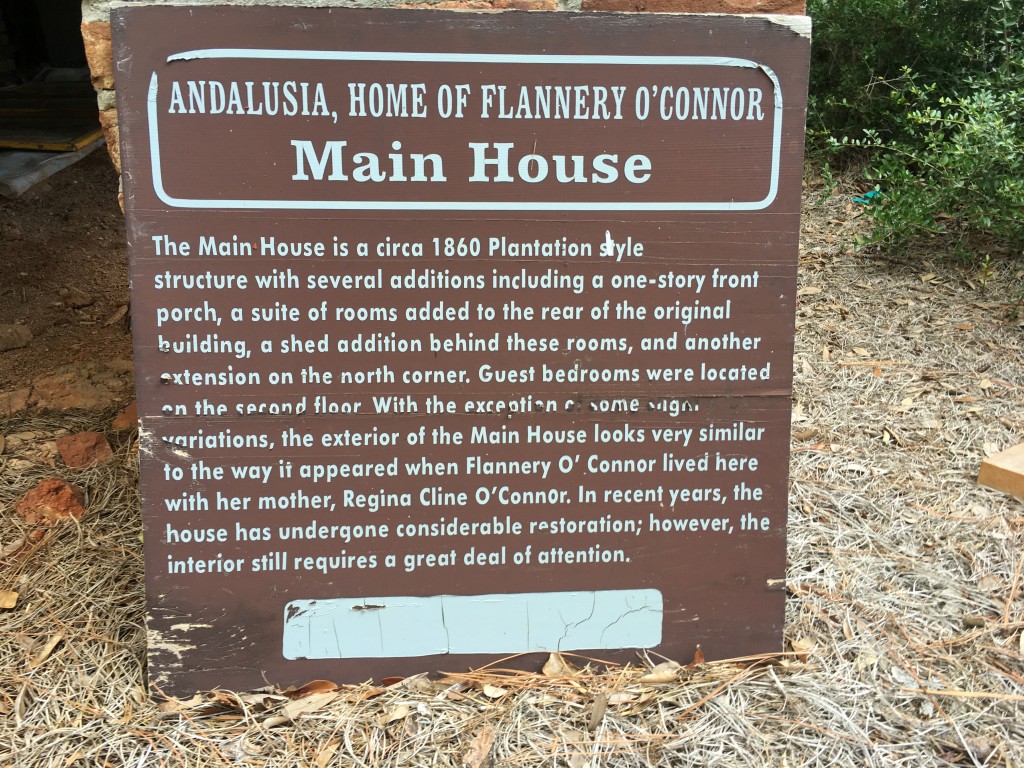 ANDALUSIA, HOME OF FLANNERY O'CONNOR
Main House
The Main House is a circa 1860 Plantation style
structure with several additions including a one-story front
porch, a suite of rooms added to the rear of the original
building, a shed addition behind these rooms, and another
extension on the north corner. Guest bedrooms were located
on the second floor. With the exception of some slight
variations, the exterior of the Main House looks very similar
to the way it appeared when Flannery O' Connor lived here
with her mother, Regina Cline O'Connor. In recent years, the
house has undergone considerable restoration; however, the
interior still requires a great deal of attention.